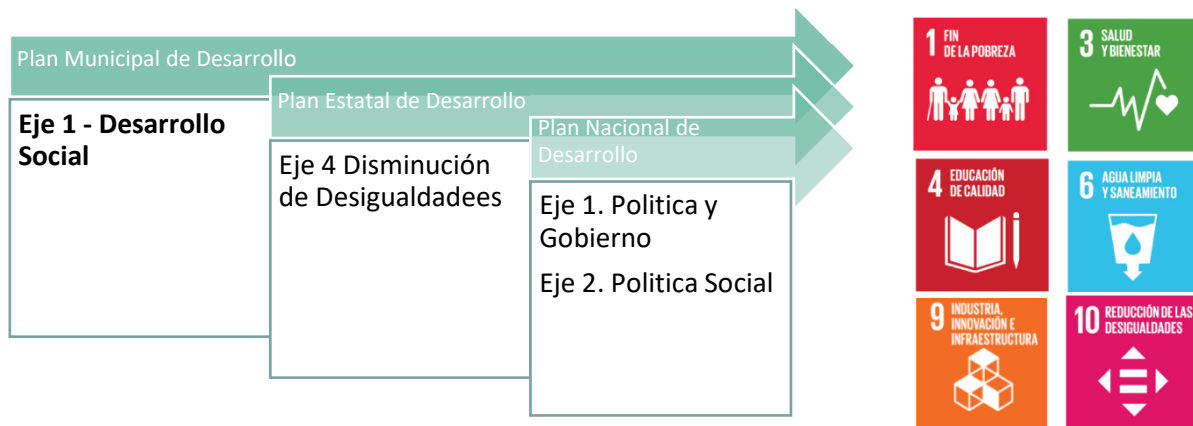 Plan Municipal de Desarrollo
Eje 1 - Desarrollo
Social
Plan Estatal de Desarrollo
Eje 4 Disminución
de Desigualdadees
Plan Nacional de
Desarrollo
Eje 1. Politica y
Gobierno
Eje 2. Politica Social
1 FIN
DE LA POBREZA
3 SALUD
Y BIENESTAR
4 EDUCACIÓN
DE CALIDAD
6 AGUA LIMPIA
Y SANEAMIENTO
9 INDUSTRIA,
INNOVACIÓN E
INFRAESTRUCTURA
10 REDUCCIÓN DE LAS
DESIGUALDADES